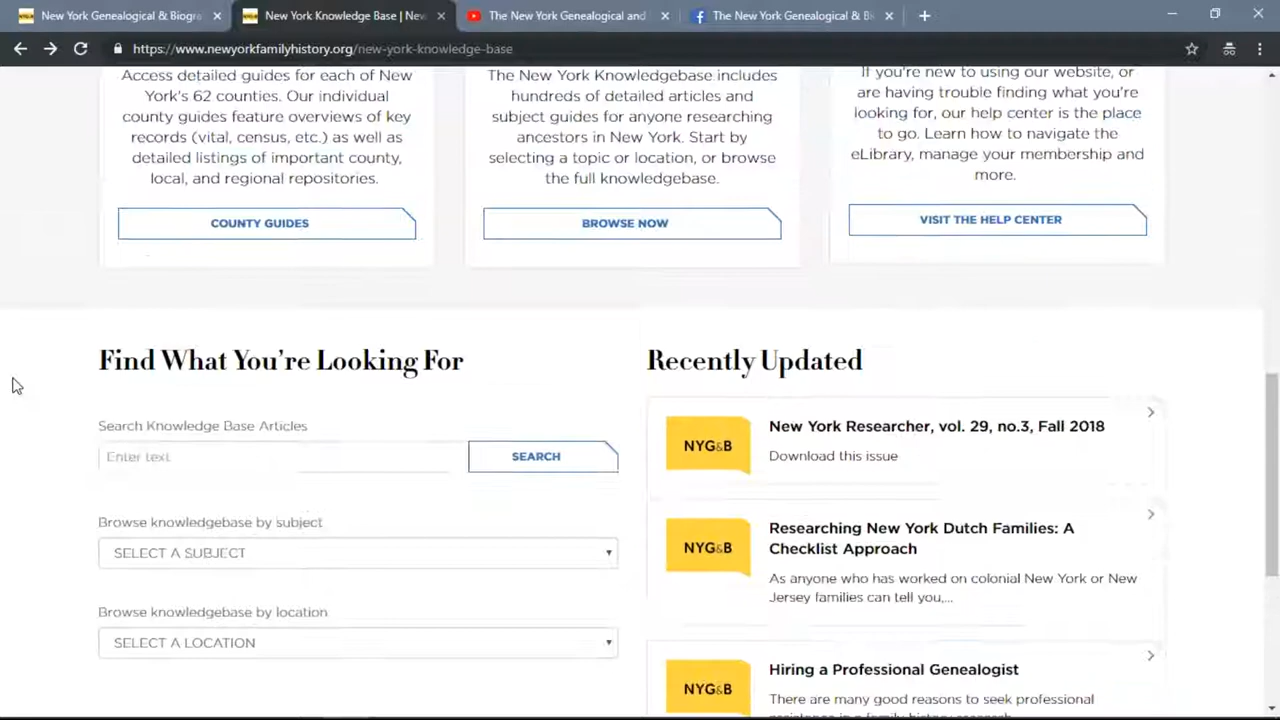 New York Genealogical & Biogra
New York Knowledge Base | New
The New York Genealogical and
The New York Genealogical & Bi
https://www.newyorkfamilyhistory.org/new-york-knowledge-base
Access detailed guides for each of New
York's 62 counties. Our individual
county guides feature overviews of key
records (vital, census, etc.) as well as
detailed listings of important county,
local, and regional repositories.
COUNTY GUIDES
The New York Knowledgebase includes
hundreds of detailed articles and
subject guides for anyone researching
ancestors in New York. Start by
selecting a topic or location, or browse
the full knowledgebase.
BROWSE NOW
If you're new to using our website, or
are having trouble finding what you're
looking for, our help center is the place
to go. Learn how to navigate the
eLibrary, manage your membership and
more.
VISIT THE HELP CENTER
Find What You're Looking For
Search Knowledge Base Articles
Enter text
SEARCH
Browse knowledgebase by subject
SELECT A SUBJECT
Browse knowledgebase by location
SELECT A LOCATION
Recently Updated
NYG&B
New York Researcher, vol. 29, no.3, Fall 2018
Download this issue
NYG&B
Researching New York Dutch Families: A
Checklist Approach
As anyone who has worked on colonial New York or New
Jersey families can tell you,...
NYG&B
Hiring a Professional Genealogist
There are many good reasons to seek professional
assistance in a family history research